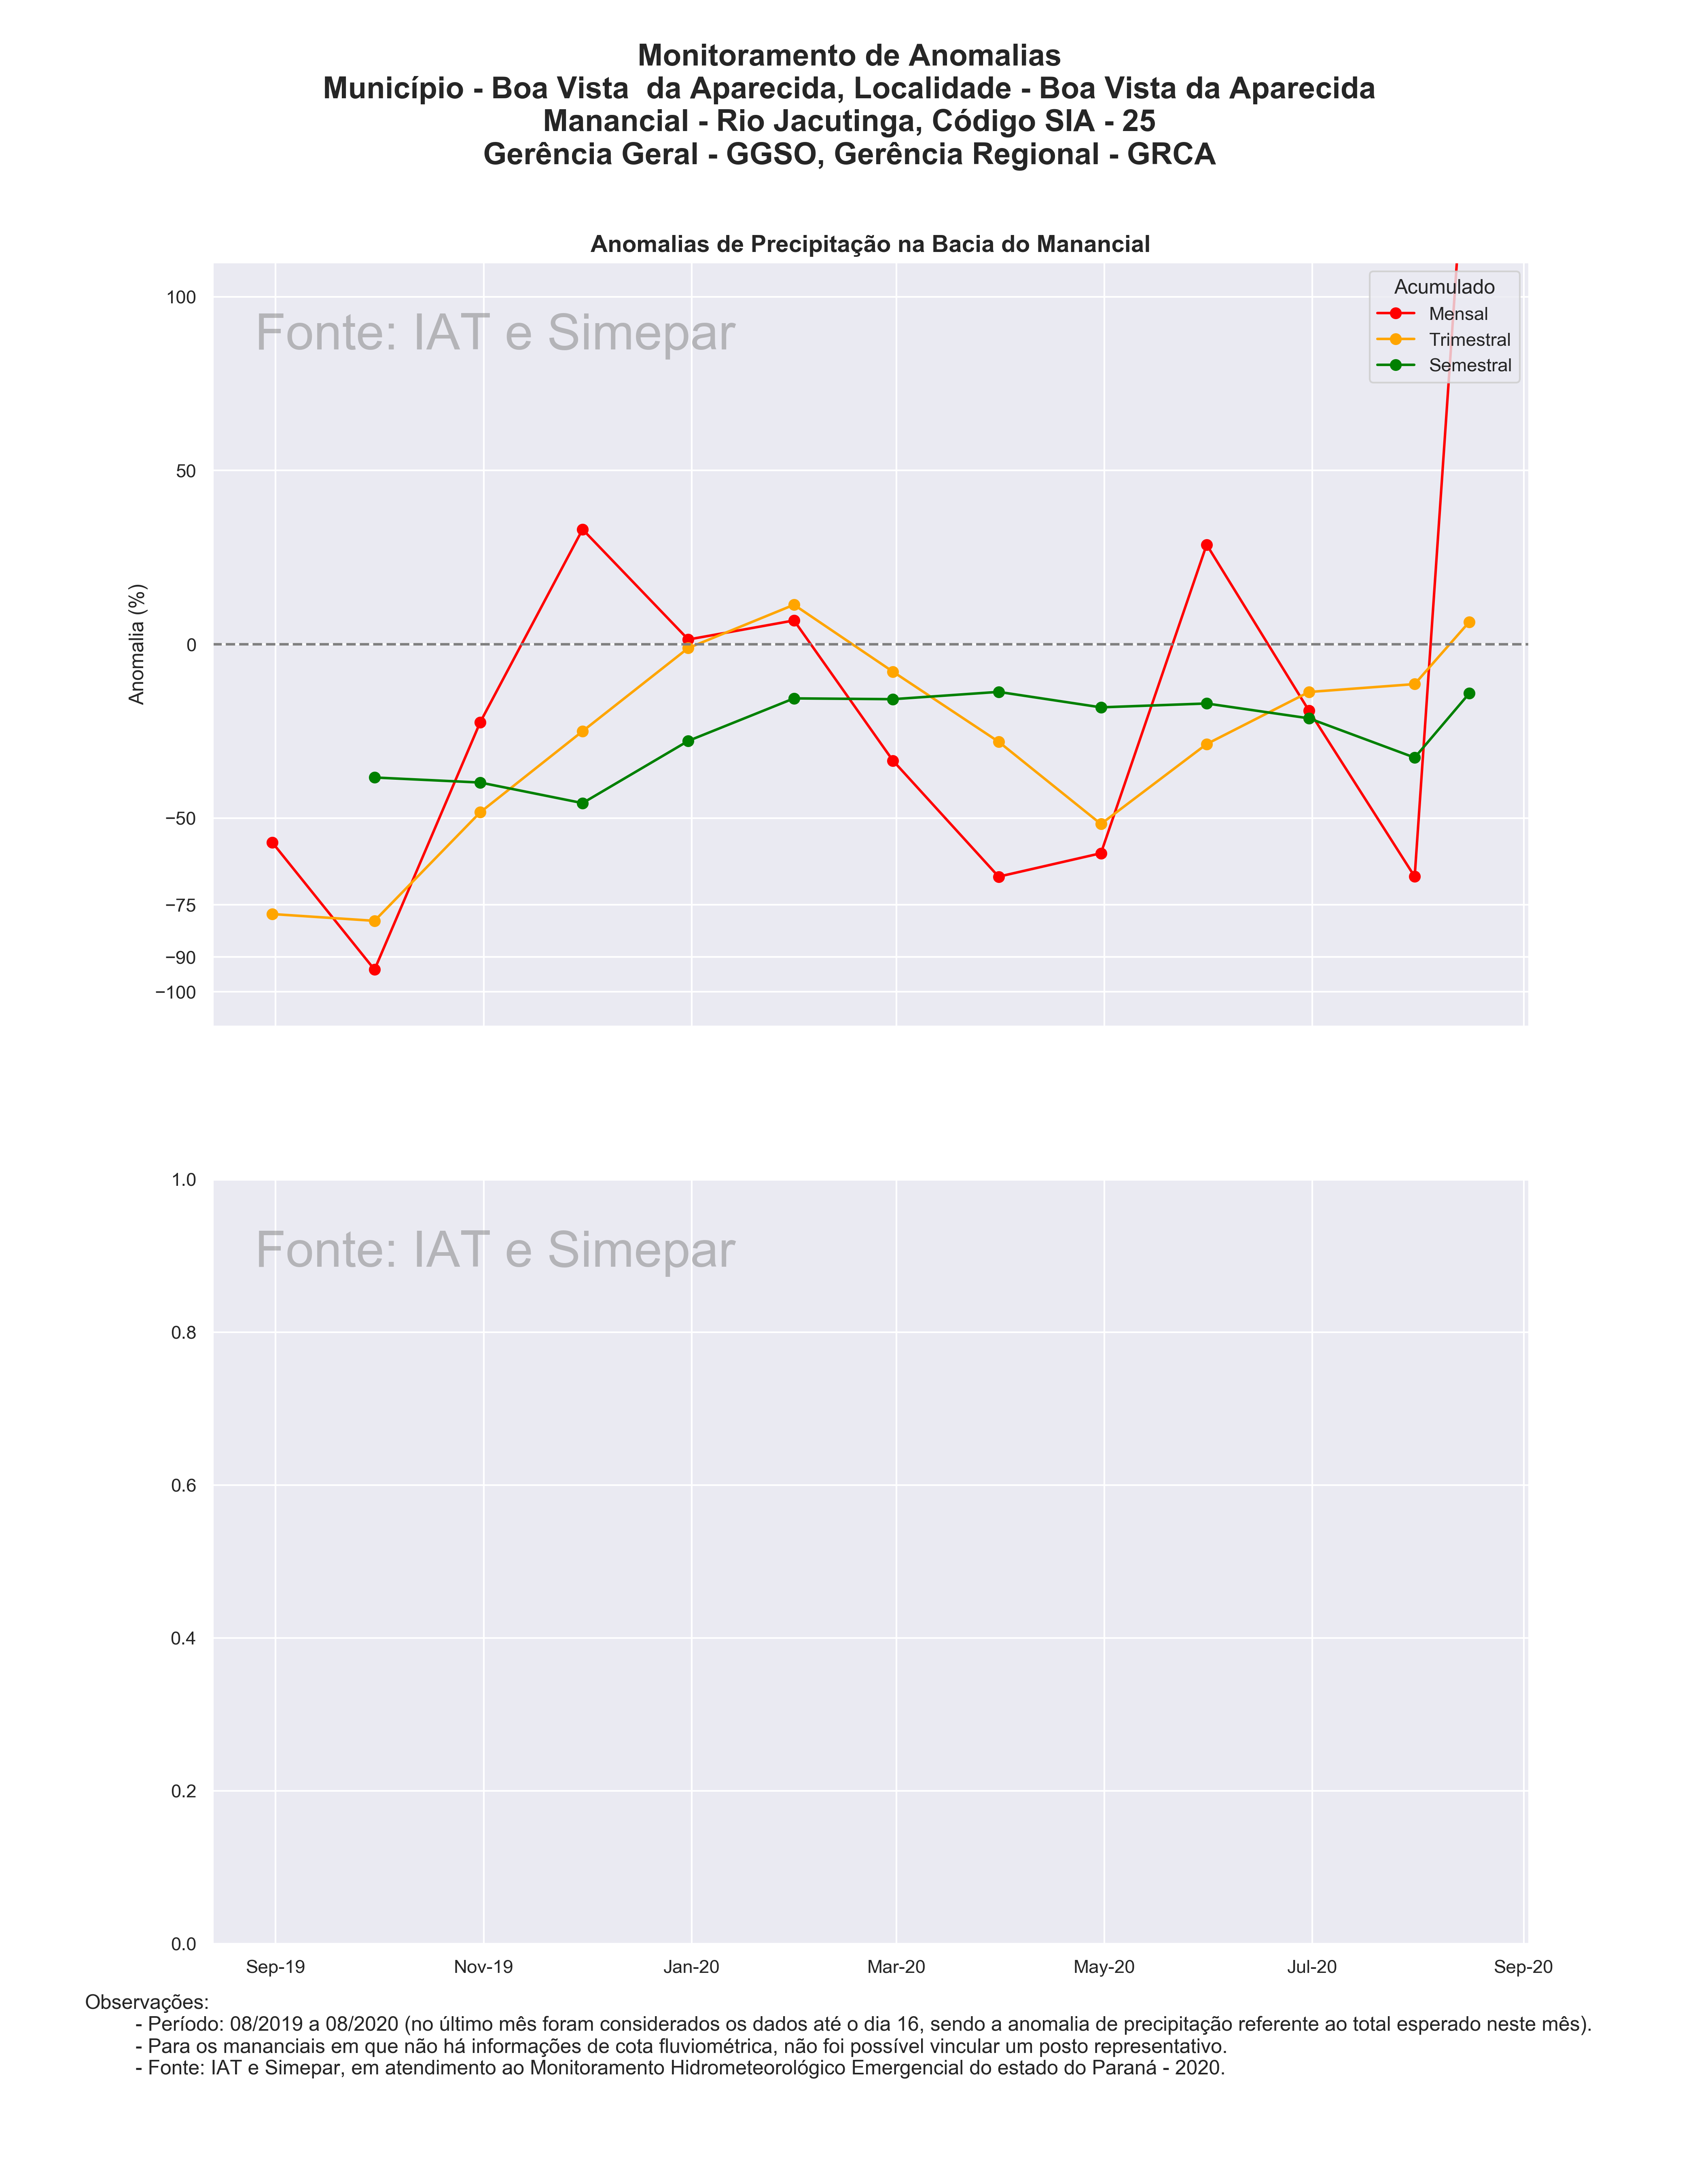 Monitoramento de Anomalias
Município - Boa Vista  da Aparecida, Localidade - Boa Vista da Aparecida
Manancial - Rio Jacutinga, Código SIA - 25
Gerência Geral - GGSO, Gerência Regional - GRCA
Anomalias de Precipitação na Bacia do Manancial
Fonte: IAT e Simepar
Acumulado
Mensal
Trimestral
Semestral
Anomalia (%)
100
50
0
−50
−75
−90
−100
Fonte: IAT e Simepar
1.0
0.8
0.6
0.4
0.2
0.0
Sep-19 Nov-19 Jan-20 Mar-20 May-20 Jul-20 Sep-20
Observações:
- Período: 08/2019 a 08/2020 (no último mês foram considerados os dados até o dia 16, sendo a anomalia de precipitação referente ao total esperado neste mês).
- Para os mananciais em que não há informações de cota fluviométrica, não foi possível vincular um posto representativo.
- Fonte: IAT e Simepar, em atendimento ao Monitoramento Hidrometeorológico Emergencial do estado do Paraná - 2020.